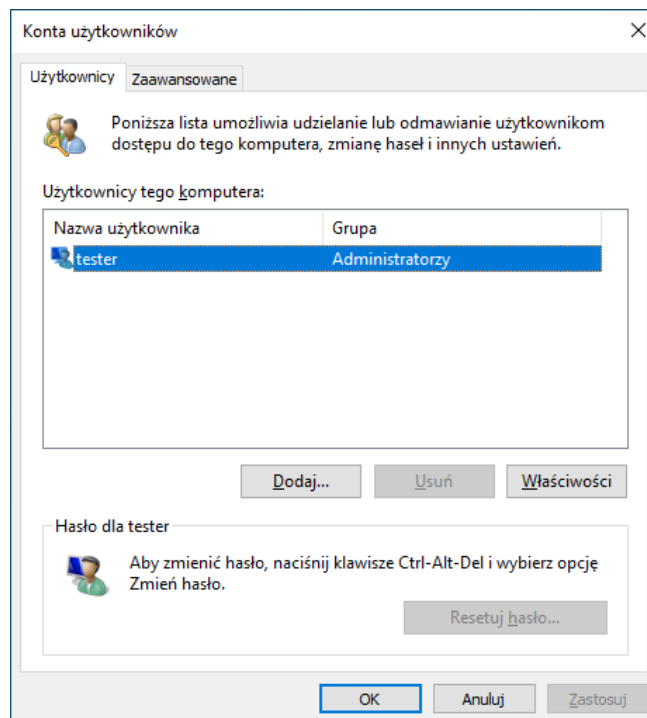 Konta użytkowników
Użytkownicy
Zaawansowane
Poniższa lista umożliwia udzielanie lub odmawianie użytkownikom
dostępu do tego komputera, zmianę haseł i innych ustawień.
Użytkownicy tego komputera:
Nazwa użytkownika
Grupa
tester
Administratorzy
Dodaj...
Usuń
Właściwości
Hasło dla tester
Aby zmienić hasło, naciśnij klawisze Ctrl-Alt-Del i wybierz opcję
Zmień hasło.
Resetuj hasło...
OK
Anuluj
Zastosuj